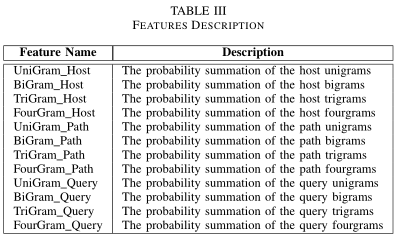 TABLE III
FEATURES DESCRIPTION
Feature Name Description
UniGram_Host The probability summation of the host unigrams
BiGram_Host The probability summation of the host bigrams
TriGram_Host The probability summation of the host trigrams
FourGram_Host The probability summation of the host fourgrams
UniGram_Path The probability summation of the path unigrams
BiGram_Path The probability summation of the path bigrams
TriGram_Path The probability summation of the path trigrams
FourGram_Path The probability summation of the path fourgrams
UniGram_Query The probability summation of the query unigrams
BiGram_Query The probability summation of the query bigrams
TriGram_Query The probability summation of the query trigrams
FourGram_Query The probability summation of the query fourgrams